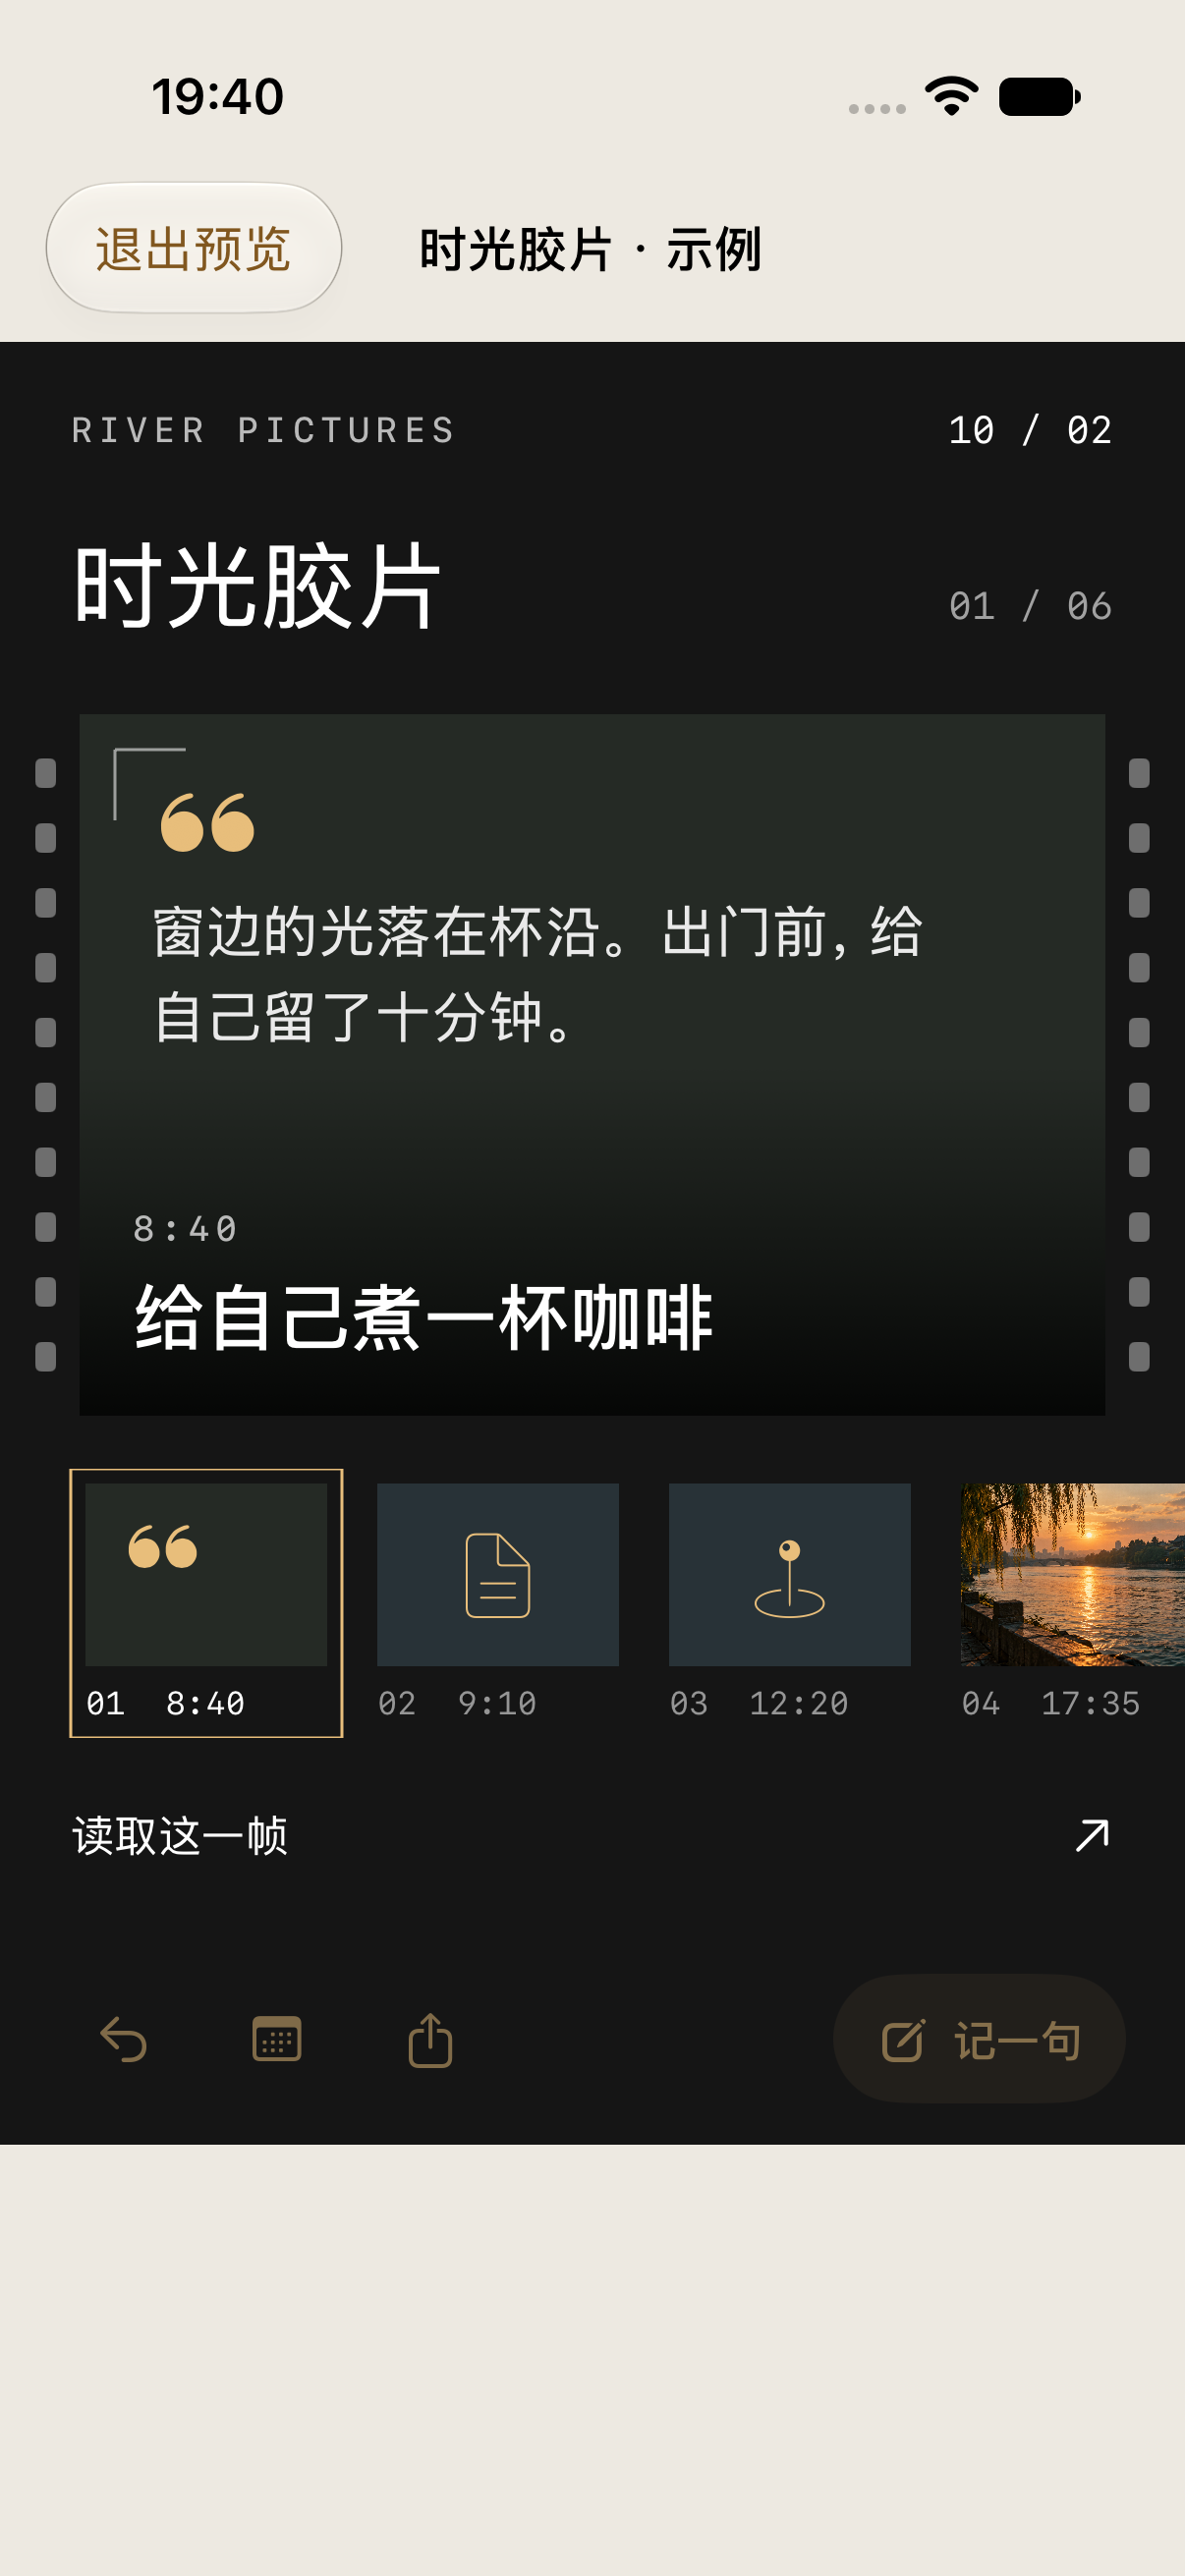 19:40
退出预览
时光胶片 · 示例
RIVER PICTURES
10 / 02
时光胶片
01 / 06
窗边的光落在杯沿。出门前，给
自己留了十分钟。
8:40
给自己煮一杯咖啡
01 8:40
02 9:10
03 12:20
04 17:35
读取这一帧
记一句